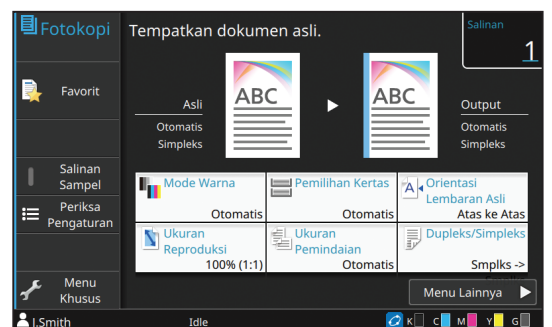 Fotokopi
Tempatkan dokumen asli.
Salinan
1
Favorit
Salinan
Sampel
Periksa
Pengaturan
Menu
Khusus
Asli
Otomatis
Simpleks
ABC
ABC
Output
Otomatis
Simpleks
Mode Warna
Otomatis
Pemilihan Kertas
Otomatis
A
Orientasi
Lembaran Asli
Atas ke Atas
Ukuran
Reproduksi
100% (1:1)
Ukuran
Pemindaian
Otomatis
Dupleks/Simpleks
Smplks ->
Menu Lainnya
J.Smith
Idle
K C M Y G